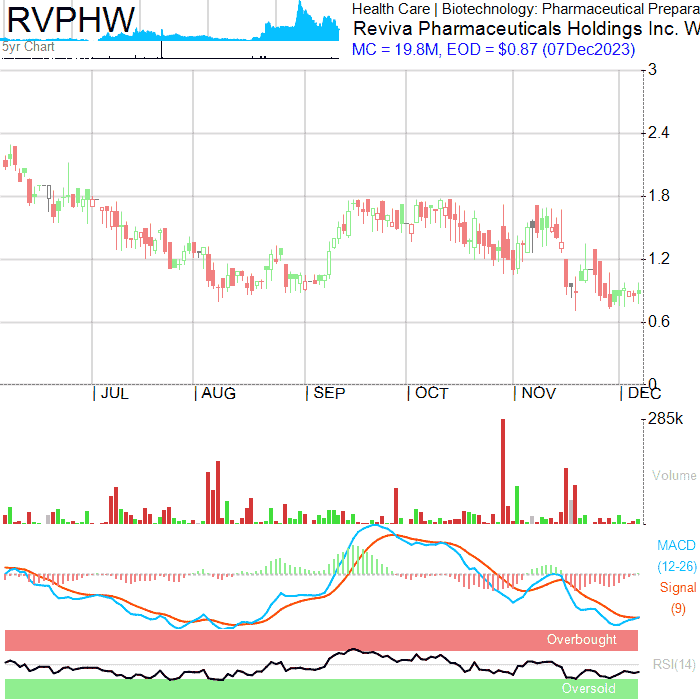 RVPHW
5yr Chart
Health Care | Biotechnology: Pharmaceutical Prepara
Reviva Pharmaceuticals Holdings Inc. W
MC = 19.8M, EOD = $0.87 (07Dec2023)
3
2.4
1.8
1.2
0.6
0
| JUL | AUG | SEP | OCT | NOV | DEC
285k
Volume
MACD
(12-26)
Signal
(9)
Overbought
RSI(14)
Oversold